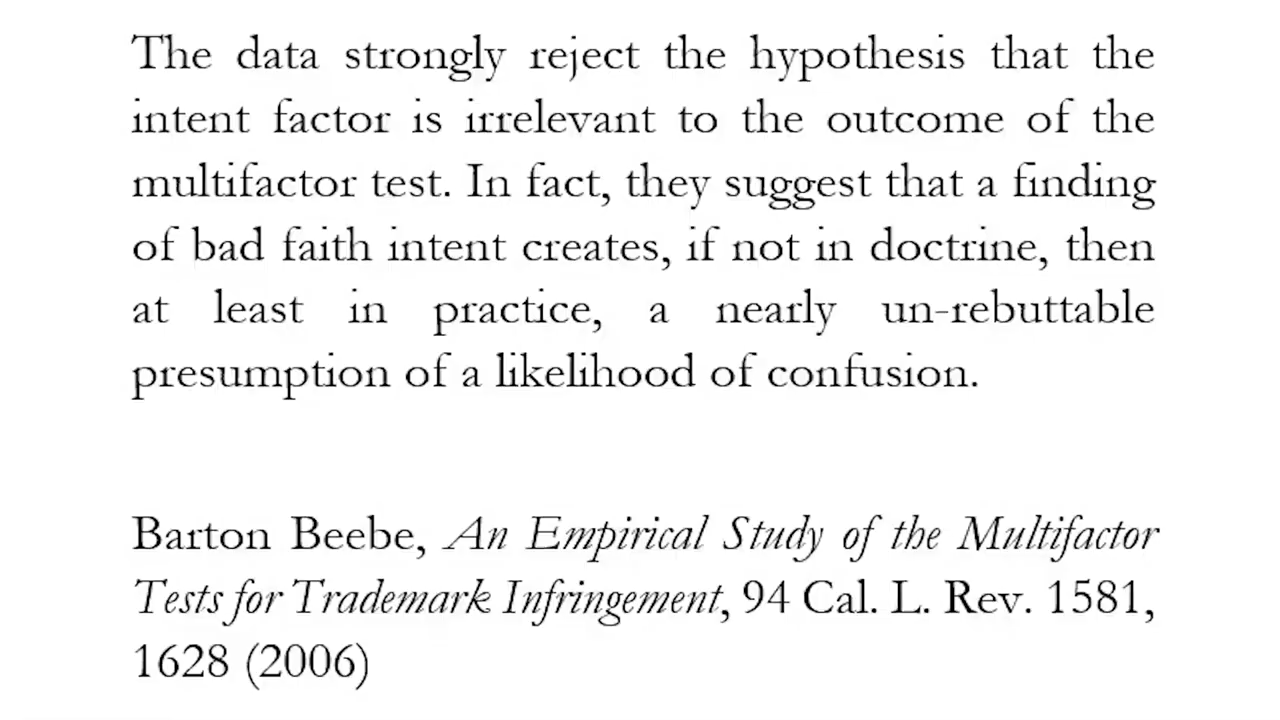 The data strongly reject the hypothesis that the
intent factor is irrelevant to the outcome of the
multifactor test. In fact, they suggest that a finding
of bad faith intent creates, if not in doctrine, then
at least in practice, a nearly un-rebuttable
presumption of a likelihood of confusion.
Barton Beebe, An Empirical Study of the Multifactor
Tests for Trademark Infringement, 94 Cal. L. Rev. 1581,
1628 (2006)